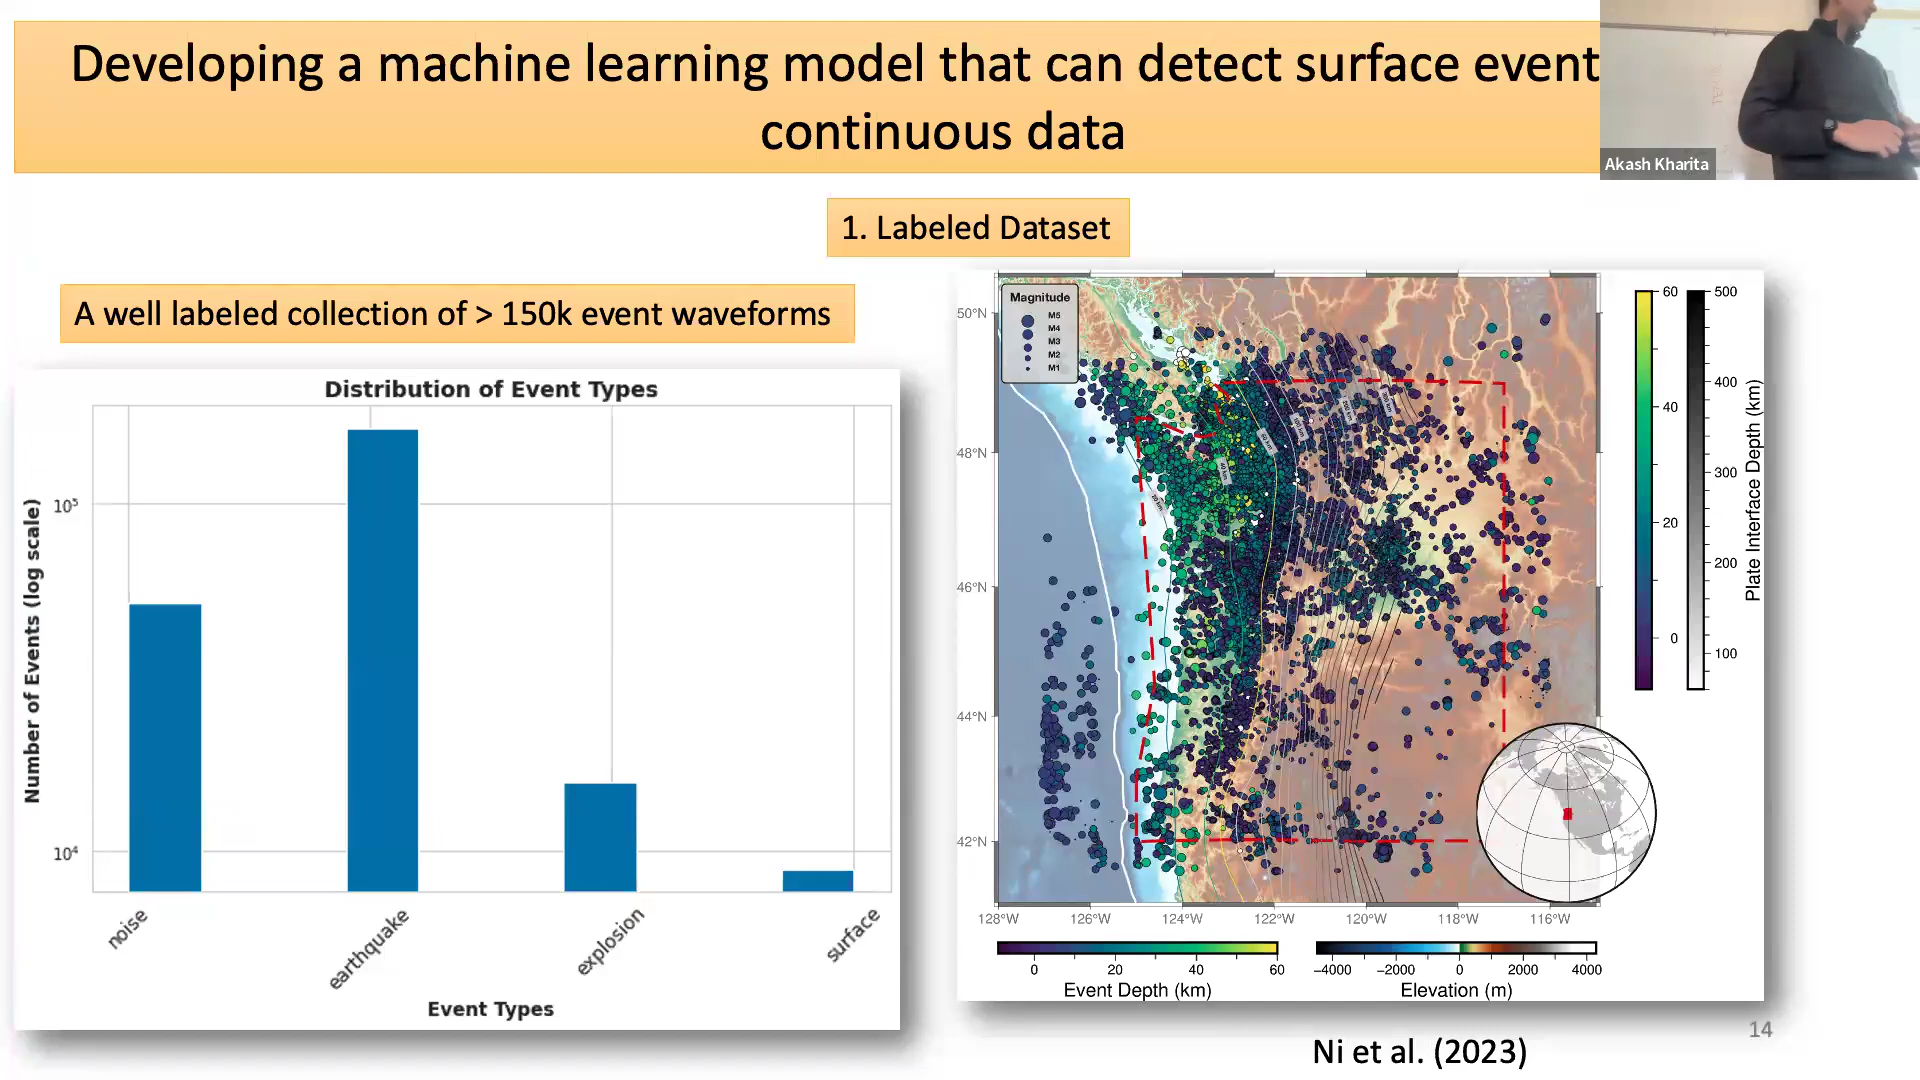 Developing a machine learning model that can detect surface event
continuous data
Akash Kharita
1. Labeled Dataset
A well labeled collection of > 150k event waveforms
Distribution of Event Types
Number of Events (log scale)
10⁵
10⁴
noise
earthquake
explosion
surface
Event Types
Magnitude
M5
M4
M3
M2
M1
50°N
48°N
46°N
44°N
42°N
128°W
126°W
124°W
122°W
120°W
118°W
116°W
20 km
40 km
60
40
20
0
500
400
300
200
100
Plate Interface Depth (km)
0
20
40
60
Event Depth (km)
−4000
−2000
0
2000
4000
Elevation (m)
Ni et al. (2023)
14